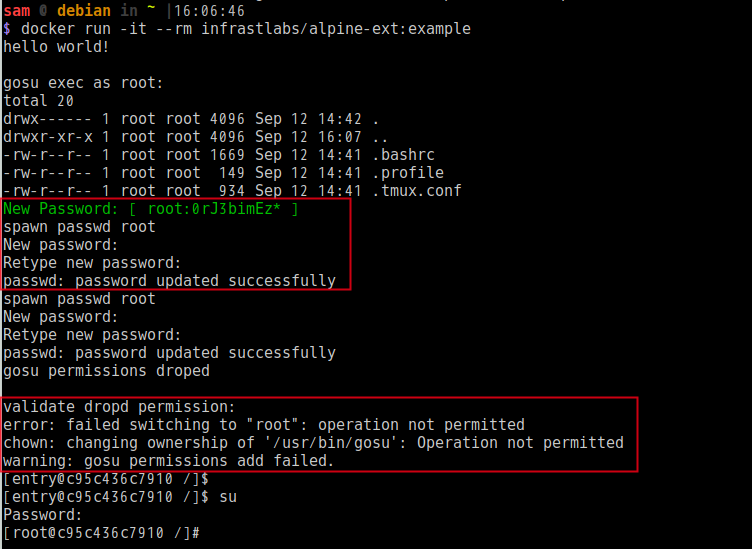 sam @ debian in ~ |16:06:46
$ docker run -it --rm infrastlabs/alpine-ext:example
hello world!
gosu exec as root:
total 20
drwx------ 1 root root 4096 Sep 12 14:42 .
drwxr-xr-x 1 root root 4096 Sep 12 16:07 ..
-rw-r--r-- 1 root root 1669 Sep 12 14:41 .bashrc
-rw-r--r-- 1 root root  149 Sep 12 14:41 .profile
-rw-r--r-- 1 root root  934 Sep 12 14:41 .tmux.conf
New Password: [ root:0rJ3bimEz* ]
spawn passwd root
New password:
Retype new password:
passwd: password updated successfully
spawn passwd root
New password:
Retype new password:
passwd: password updated successfully
gosu permissions droped
validate dropd permission:
error: failed switching to "root": operation not permitted
chown: changing ownership of '/usr/bin/gosu': Operation not permitted
warning: gosu permissions add failed.
[entry@c95c436c7910 /]$
[entry@c95c436c7910 /]$ su
Password:
[root@c95c436c7910 /]#